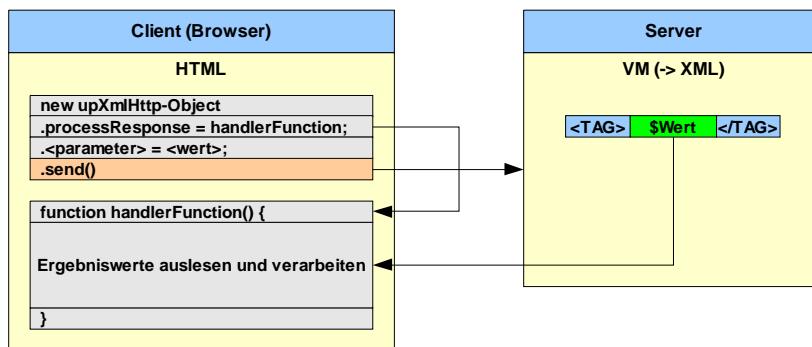 Client (Browser)
HTML
new upXmlHttp-Object
.processResponse = handlerFunction;
.<parameter> = <wert>;
.send()
function handlerFunction() {
Ergebniswerte auslesen und verarbeiten
}
Server
VM (-> XML)
<TAG> $Wert </TAG>